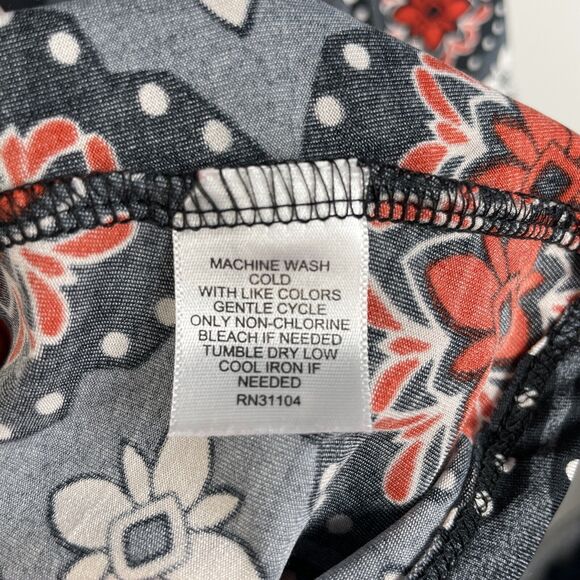 MACHINE WASH
COLD
WITH LIKE COLORS
GENTLE CYCLE
ONLY NON-CHLORINE
BLEACH IF NEEDED
TUMBLE DRY LOW
COOL IRON IF
NEEDED
RN31104